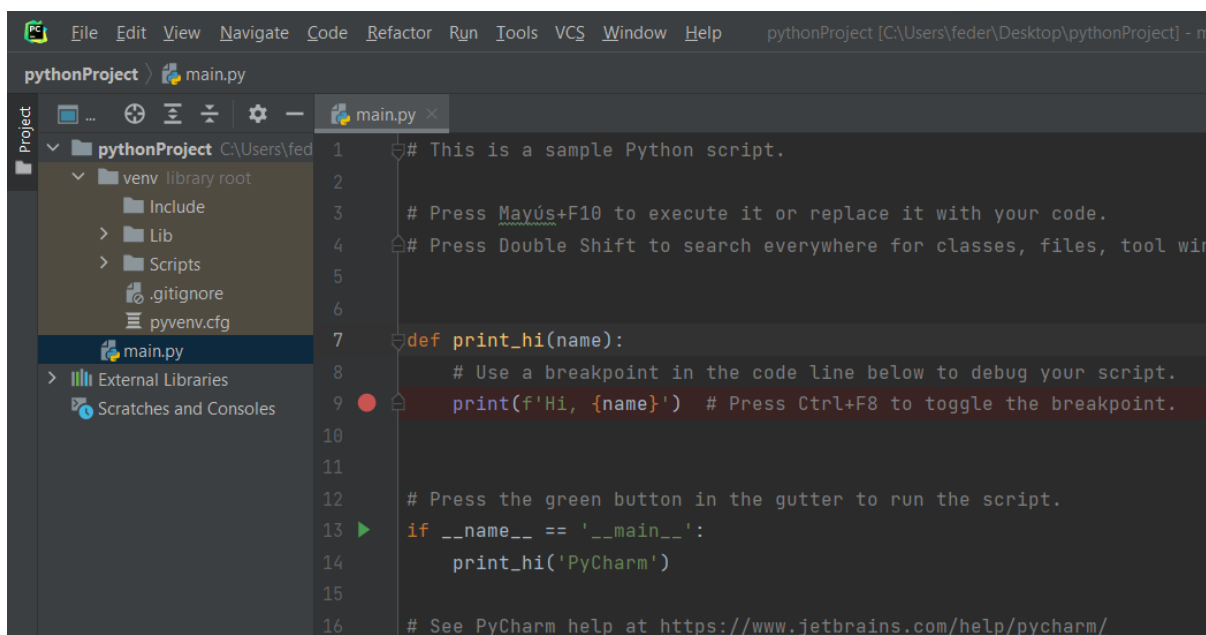 PC File Edit View Navigate Code Refactor Run Tools VCS Window Help pythonProject [C:\Users\feder\Desktop\pythonProject] - m
pythonProject main.py
Project
... main.py
pythonProject C:\Users\fed
venv library root
Include
Lib
Scripts
.gitignore
pyvenv.cfg
main.py
External Libraries
Scratches and Consoles
1 # This is a sample Python script.
2
3 # Press Mayús+F10 to execute it or replace it with your code.
4 # Press Double Shift to search everywhere for classes, files, tool wi
5
6
7 def print_hi(name):
8 # Use a breakpoint in the code line below to debug your script.
9 print(f'Hi, {name}') # Press Ctrl+F8 to toggle the breakpoint.
10
11
12 # Press the green button in the gutter to run the script.
13 if __name__ == '__main__':
14 print_hi('PyCharm')
15
16 # See PyCharm help at https://www.jetbrains.com/help/pycharm/